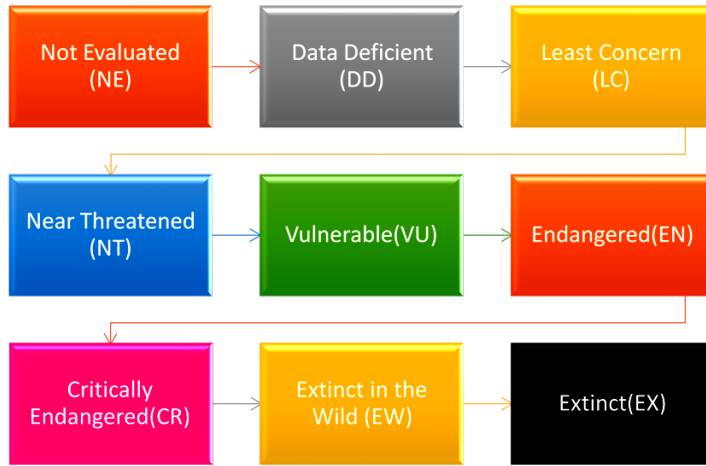 Not Evaluated
(NE)
Data Deficient
(DD)
Least Concern
(LC)
Near Threatened
(NT)
Vulnerable(VU)
Endangered(EN)
Critically
Endangered(CR)
Extinct in the
Wild (EW)
Extinct(EX)